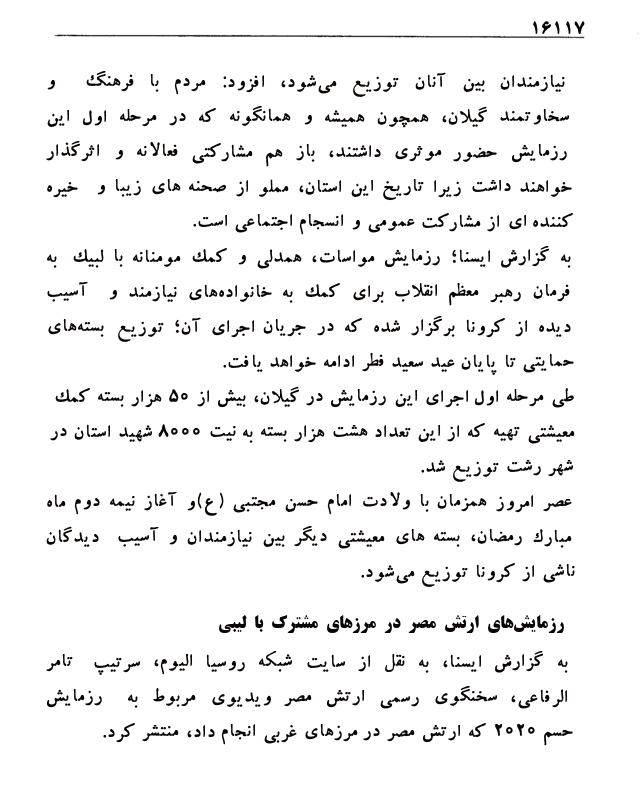 ۱۶۱۱۷
نیازمندان بین آنان توزیع می‌شود، افزود: مردم با فرهنگ و
سخاوتمند گیلان، همچون همیشه و همانگونه که در مرحله اول این
رزمایش حضور موثری داشتند، باز هم مشارکتی فعالانه و اثرگذار
خواهند داشت زیرا تاریخ این استان، مملو از صحنه های زیبا و خیره
کننده ای از مشارکت عمومی و انسجام اجتماعی است.
به گزارش ایسنا؛ رزمایش مواسات، همدلی و کمک مومنانه با لبیک به
فرمان رهبر معظم انقلاب برای کمک به خانواده‌های نیازمند و آسیب
دیده از کرونا برگزار شده که در جریان اجرای آن؛ توزیع بسته‌های
حمایتی تا پایان عید سعید فطر ادامه خواهد یافت.
طی مرحله اول اجرای این رزمایش در گیلان، بیش از ۵۰ هزار بسته کمک
معیشتی تهیه که از این تعداد هشت هزار بسته به نیت ۸۰۰۰ شهید استان در
شهر رشت توزیع شد.
عصر امروز همزمان با ولادت امام حسن مجتبی (ع)و آغاز نیمه دوم ماه
مبارک رمضان، بسته های معیشتی دیگر بین نیازمندان و آسیب دیدگان
ناشی از کرونا توزیع می‌شود.
رزمایش‌های ارتش مصر در مرزهای مشترک با لیبی
به گزارش ایسنا، به نقل از سایت شبکه روسیا الیوم، سرتیپ تامر
الرفاعی، سخنگوی رسمی ارتش مصر ویدیوی مربوط به رزمایش
حسم ۲۰۲۰ که ارتش مصر در مرزهای غربی انجام داد، منتشر کرد.